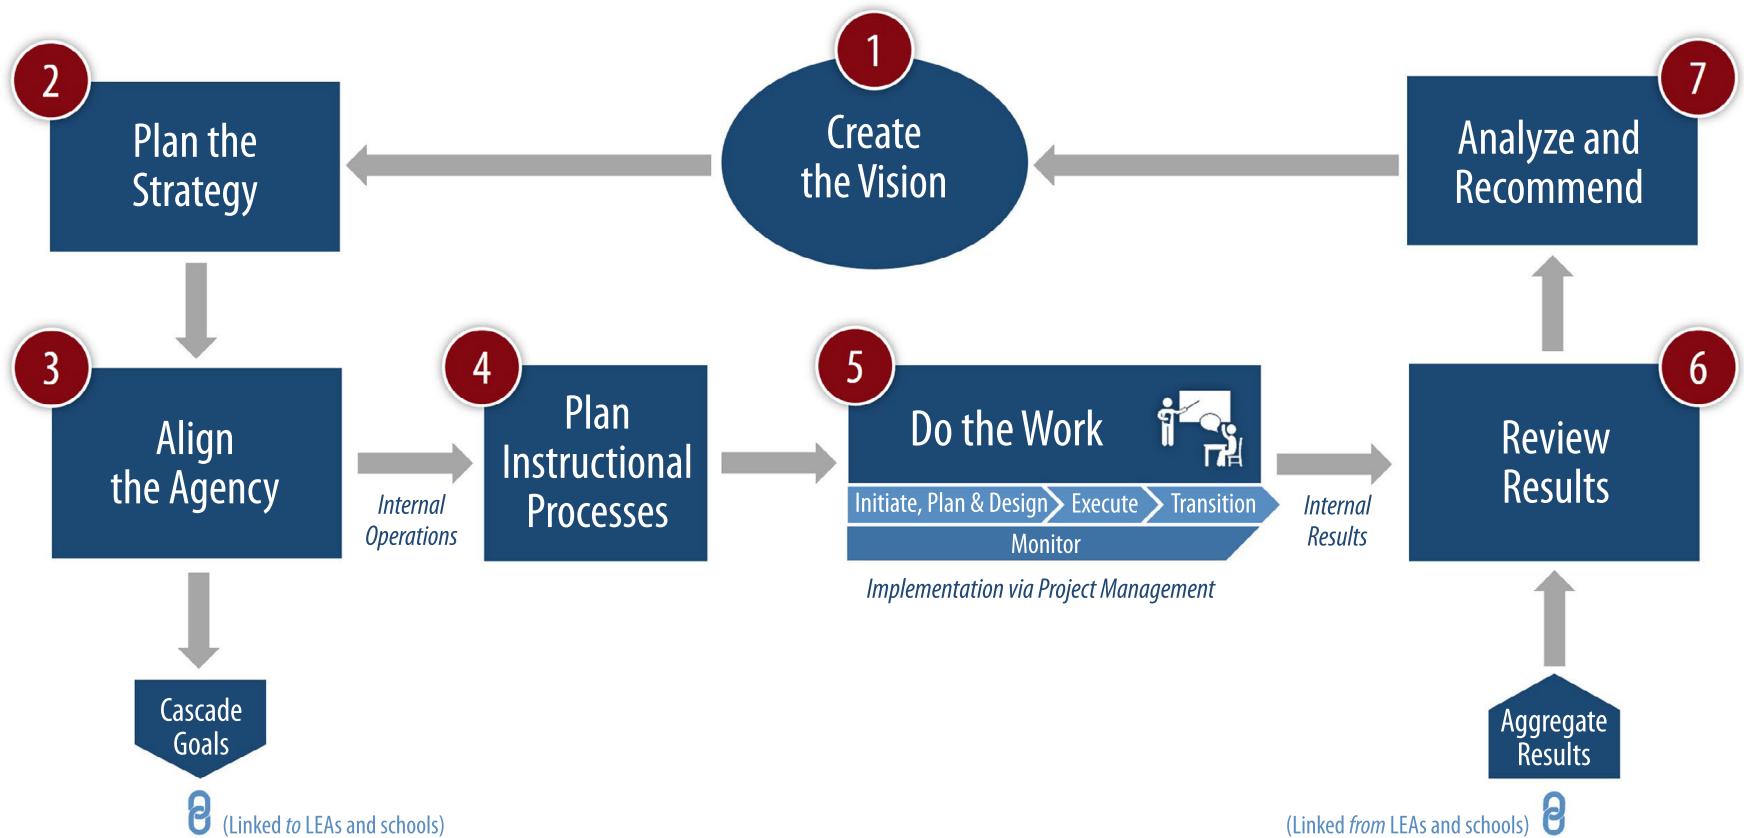 1
Create
the Vision
2
Plan the
Strategy
3
Align
the Agency
Internal
Operations
Cascade
Goals
(Linked to LEAs and schools)
4
Plan
Instructional
Processes
5
Do the Work
Initiate, Plan & Design
Execute
Transition
Monitor
Implementation via Project Management
Internal
Results
6
Review
Results
Aggregate
Results
(Linked from LEAs and schools)
7
Analyze and
Recommend